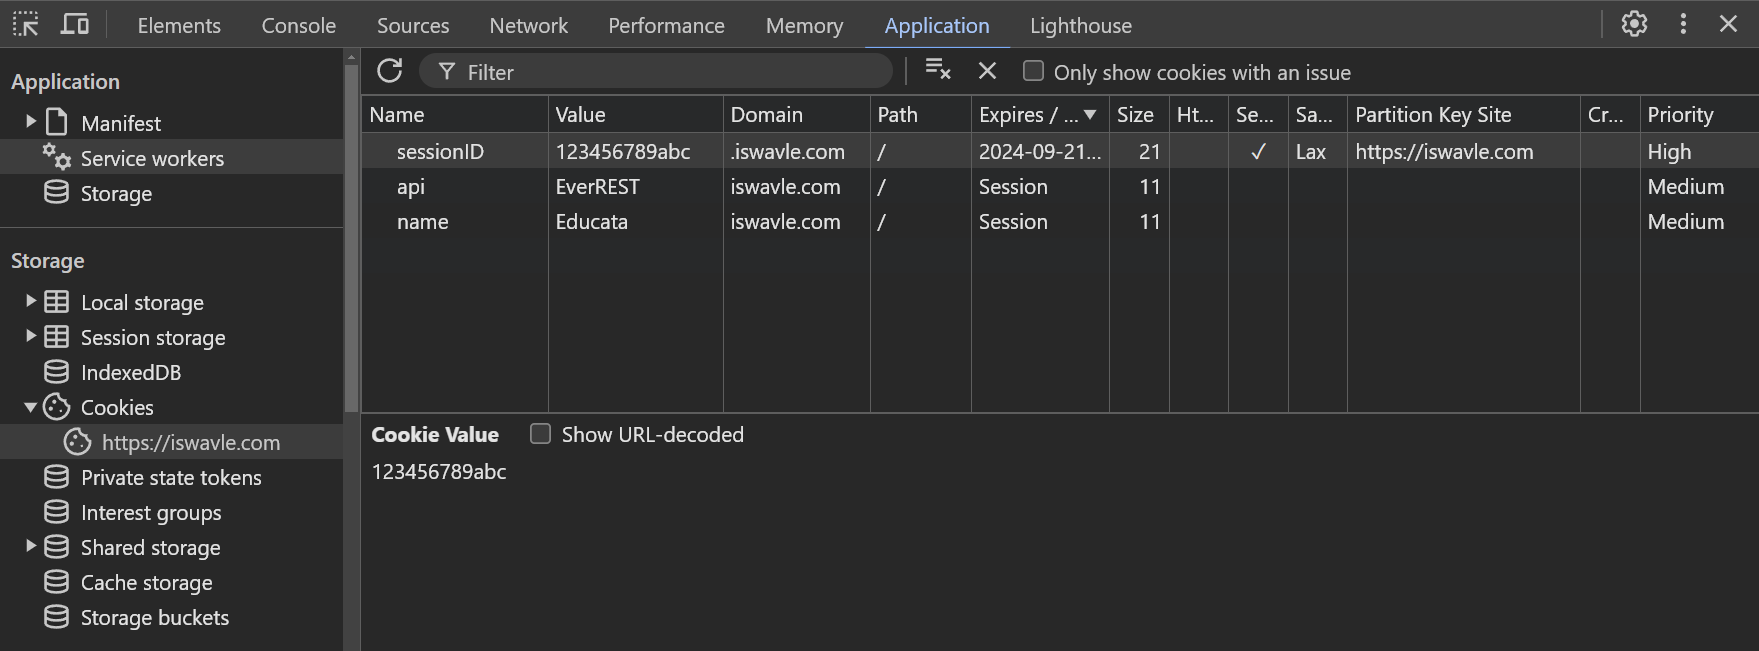 Elements Console Sources Network Performance Memory Application Lighthouse
Application
Manifest
Service workers
Storage
Storage
Local storage
Session storage
IndexedDB
Cookies
https://iswavle.com
Private state tokens
Interest groups
Shared storage
Cache storage
Storage buckets
Filter Only show cookies with an issue
Name Value Domain Path Expires / ... Size Ht... Se... Sa... Partition Key Site Cr... Priority
sessionID 123456789abc .iswavle.com / 2024-09-21... 21 ✓ Lax https://iswavle.com High
api EverREST iswavle.com / Session 11 Medium
name Educata iswavle.com / Session 11 Medium
Cookie Value Show URL-decoded
123456789abc